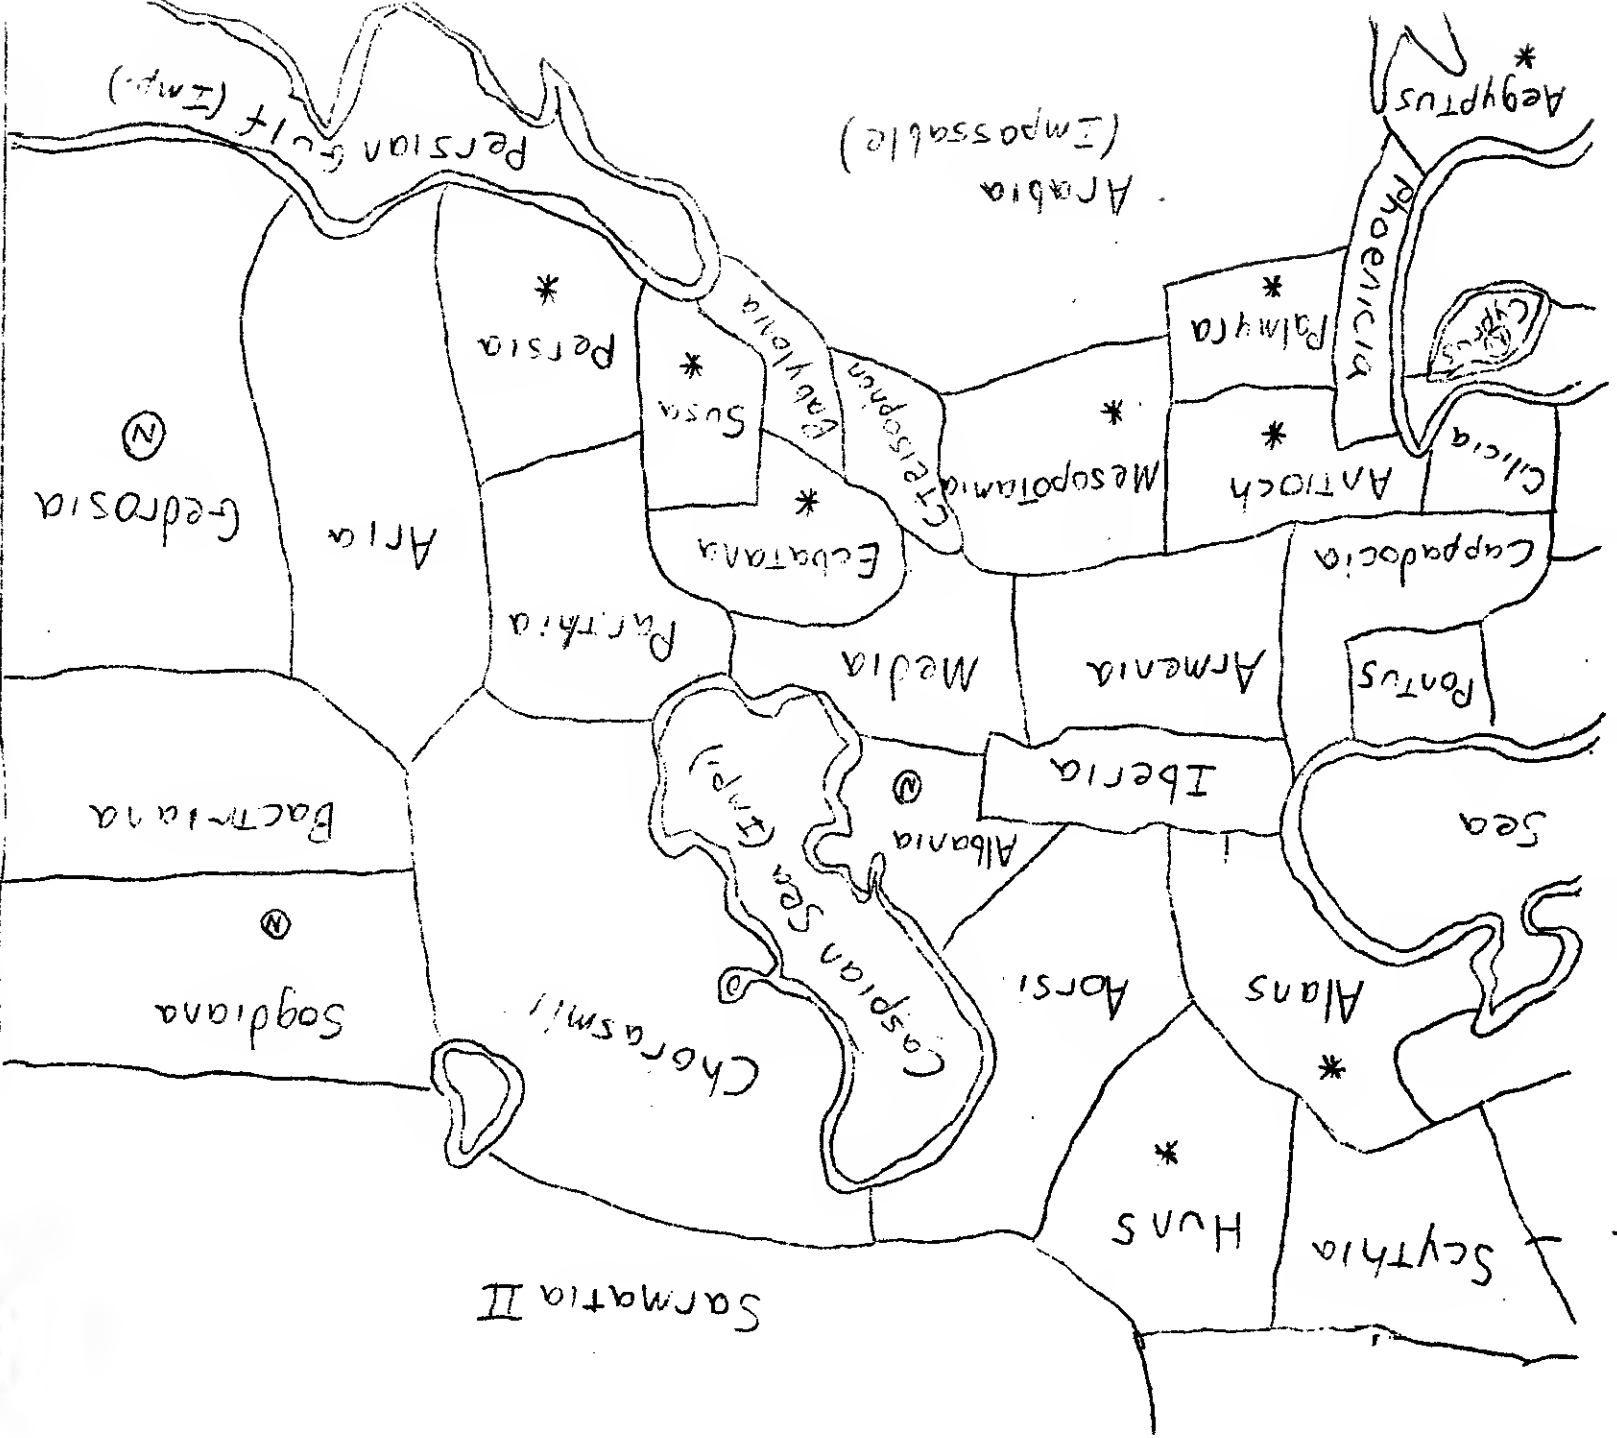 Sarmatia II
Scythia
Huns
*
*
Chorasmii
Alans
Aorsi
Sogdiana
N
Caspian Sea (Imp.)
Sea
Albania
N
Bactriana
Iberia
Pontus
Armenia
Media
Parthia
Cappadocia
Ecbatana
*
Aria
Gedrosia
N
Cilicia
Antioch
*
Mesopotamia
*
Cteisophon
Babylonia
Susa
*
Persia
*
Cyprus
Phoenicia
Palmyra
*
Arabia
(Impassable)
Persian Gulf (Imp.)
Aegyptus
*